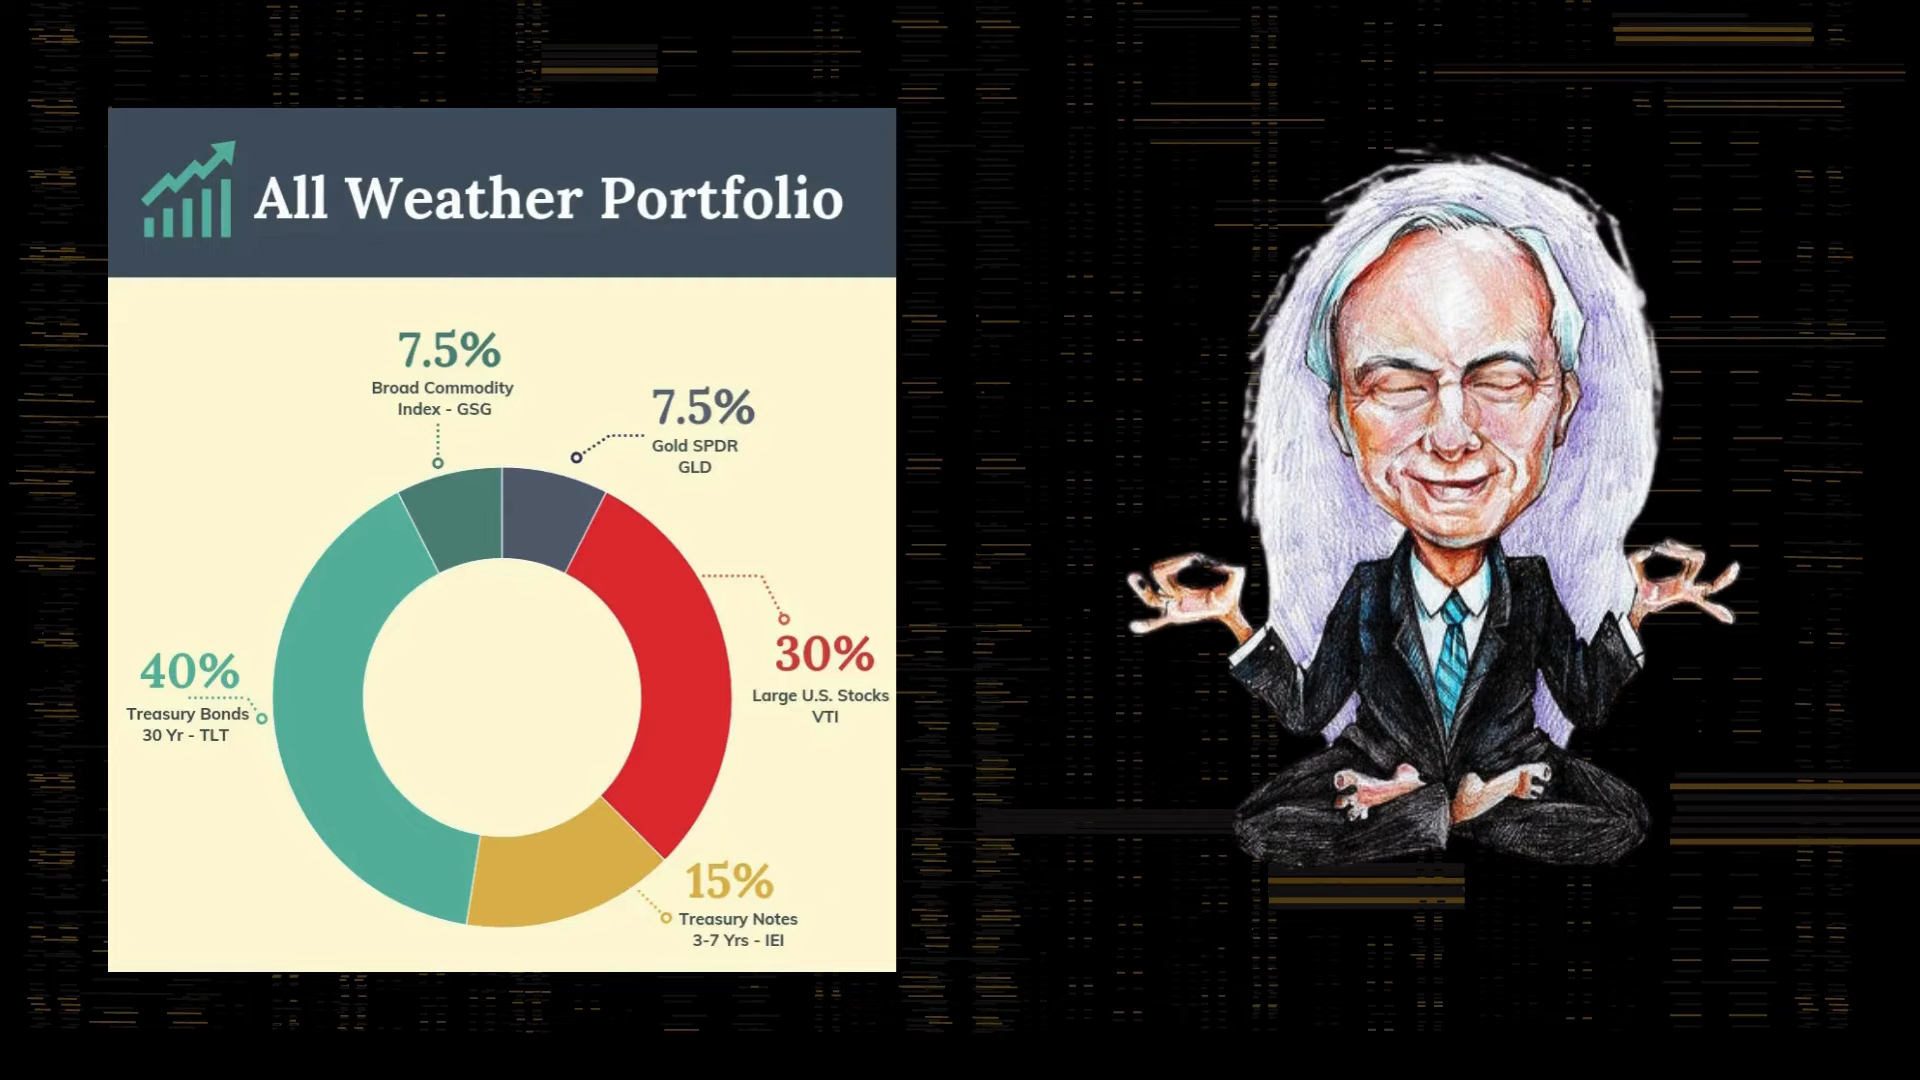 All Weather Portfolio
7.5%
Broad Commodity
Index - GSG
7.5%
Gold SPDR
GLD
30%
Large U.S. Stocks
VTI
40%
Treasury Bonds
30 Yr - TLT
15%
Treasury Notes
3-7 Yrs - IEI